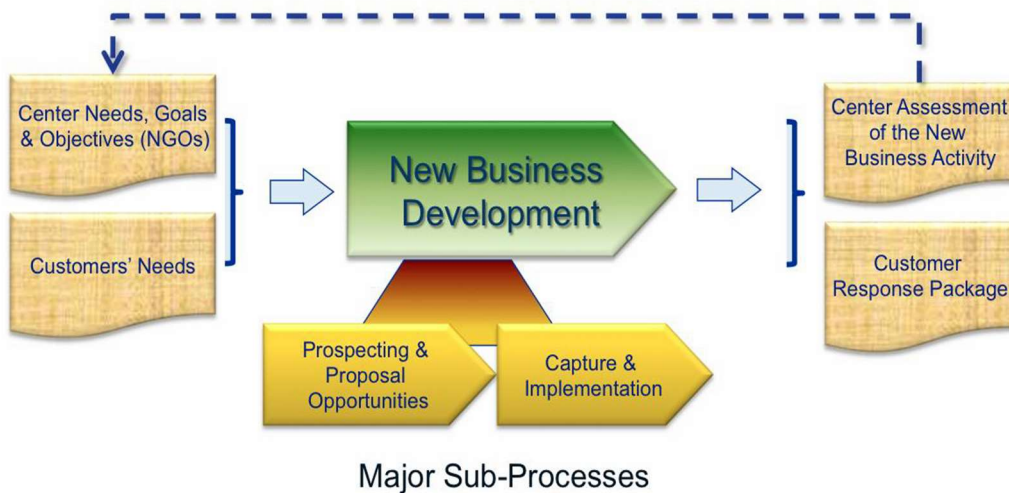 Center Needs, Goals
& Objectives (NGOs)
Customers’ Needs
New Business
Development
Prospecting &
Proposal
Opportunities
Capture &
Implementation
Center Assessment
of the New
Business Activity
Customer
Response Package
Major Sub-Processes